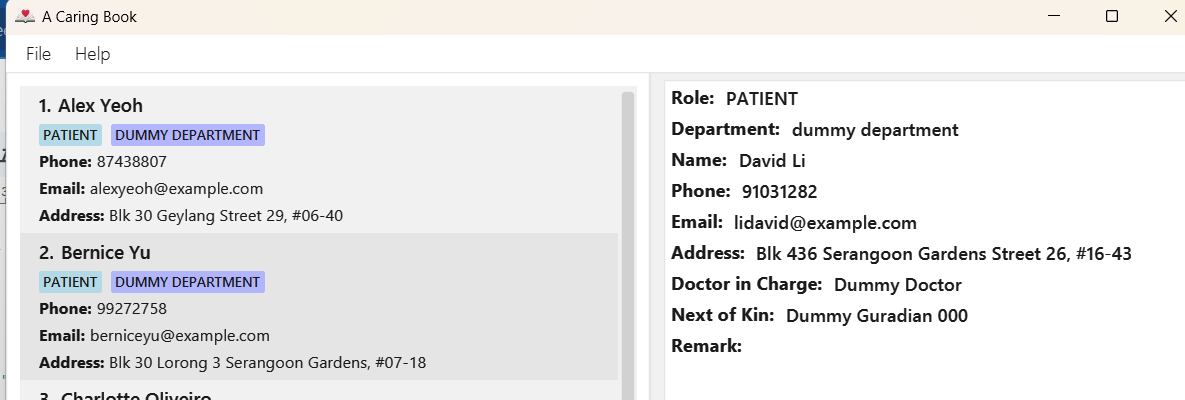 A Caring Book
File Help
1. Alex Yeoh
PATIENT DUMMY DEPARTMENT
Phone: 87438807
Email: alexyeoh@example.com
Address: Blk 30 Geylang Street 29, #06-40
2. Bernice Yu
PATIENT DUMMY DEPARTMENT
Phone: 99272758
Email: berniceyu@example.com
Address: Blk 30 Lorong 3 Serangoon Gardens, #07-18
3. Charlotte Oliveiro
Role: PATIENT
Department: dummy department
Name: David Li
Phone: 91031282
Email: lidavid@example.com
Address: Blk 436 Serangoon Gardens Street 26, #16-43
Doctor in Charge: Dummy Doctor
Next of Kin: Dummy Guradian 000
Remark: